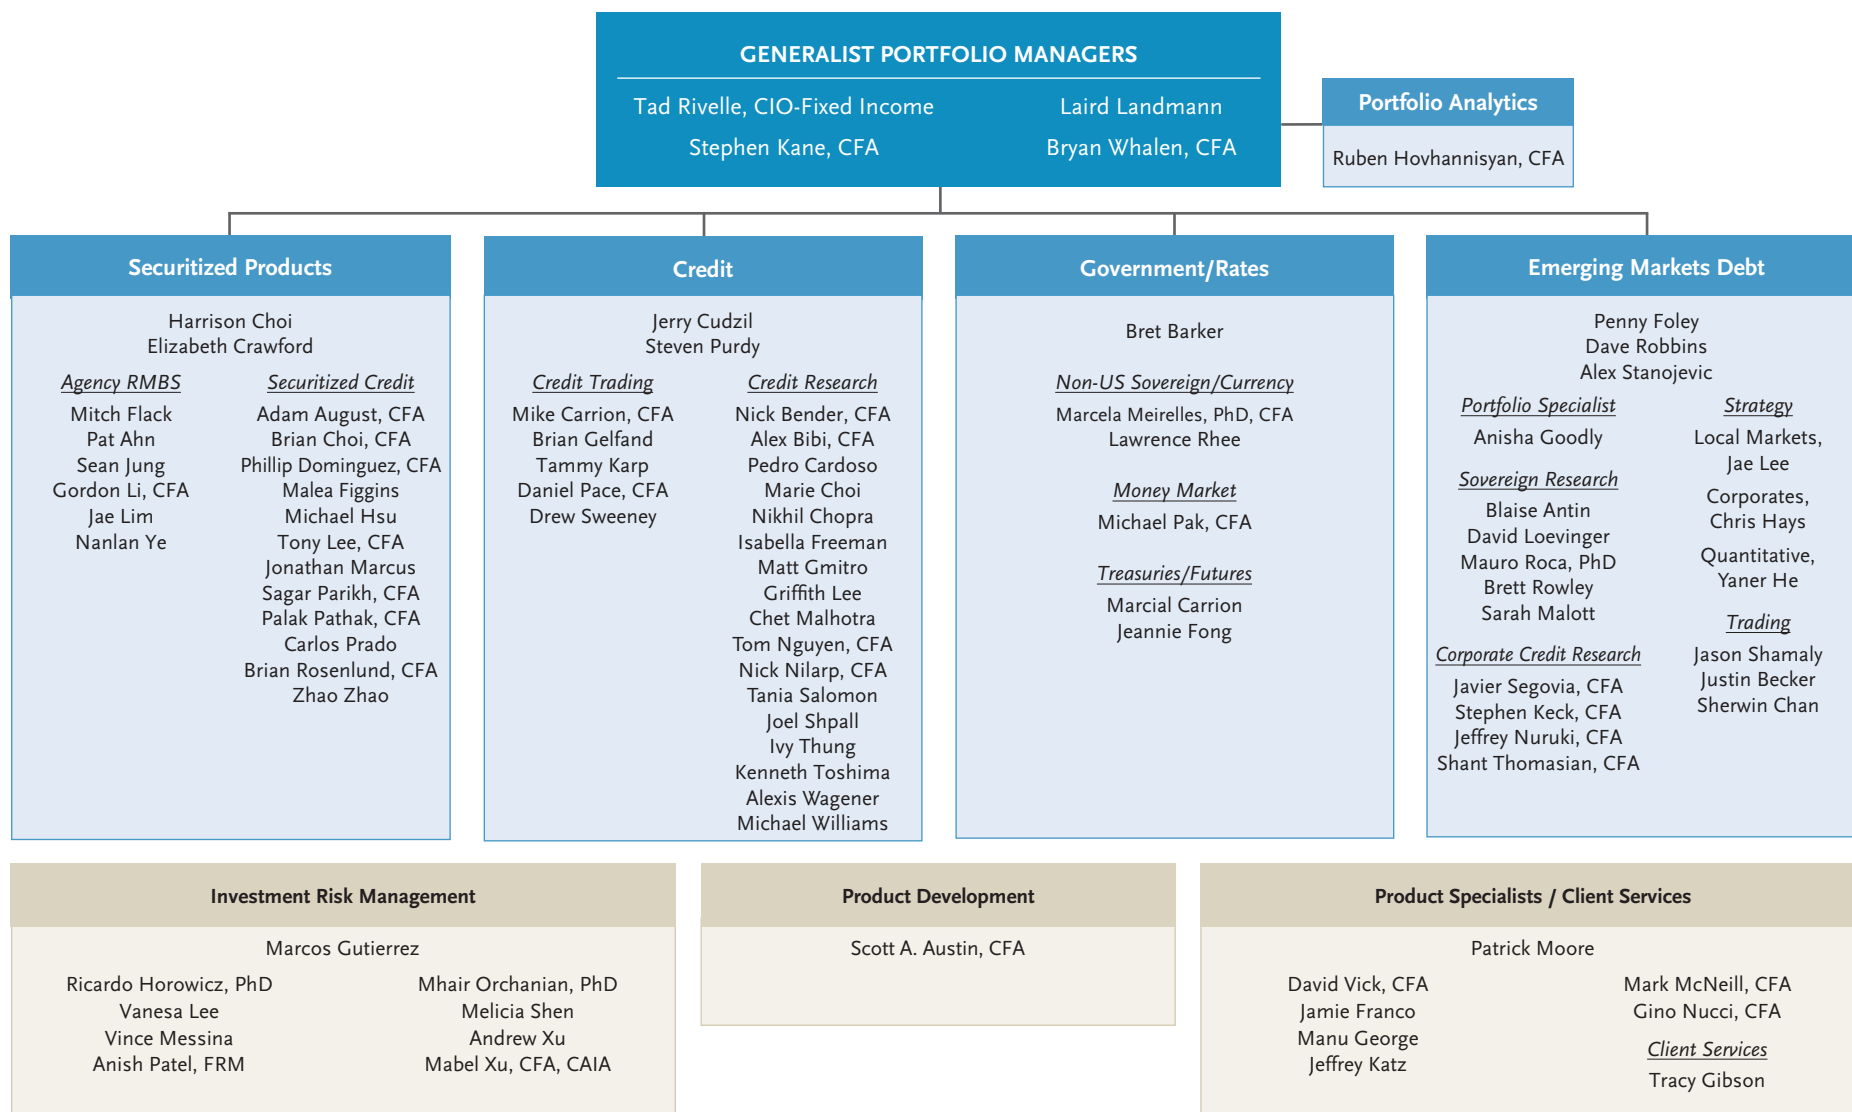 GENERALIST PORTFOLIO MANAGERS
Tad Rivelle, CIO-Fixed Income
Laird Landmann
Stephen Kane, CFA
Bryan Whalen, CFA
Portfolio Analytics
Ruben Hovhannisyan, CFA
Securitized Products
Harrison Choi
Elizabeth Crawford
Agency RMBS
Mitch Flack
Pat Ahn
Sean Jung
Gordon Li, CFA
Jae Lim
Nanlan Ye
Securitized Credit
Adam August, CFA
Brian Choi, CFA
Phillip Dominguez, CFA
Malea Figgins
Michael Hsu
Tony Lee, CFA
Jonathan Marcus
Sagar Parikh, CFA
Palak Pathak, CFA
Carlos Prado
Brian Rosenlund, CFA
Zhao Zhao
Credit
Jerry Cudzil
Steven Purdy
Credit Trading
Mike Carrion, CFA
Brian Gelfand
Tammy Karp
Daniel Pace, CFA
Drew Sweeney
Credit Research
Nick Bender, CFA
Alex Bibi, CFA
Pedro Cardoso
Marie Choi
Nikhil Chopra
Isabella Freeman
Matt Gmitro
Griffith Lee
Chet Malhotra
Tom Nguyen, CFA
Nick Nilarp, CFA
Tania Salomon
Joel Shpall
Ivy Thung
Kenneth Toshima
Alexis Wagener
Michael Williams
Government/Rates
Bret Barker
Non-US Sovereign/Currency
Marcela Meirelles, PhD, CFA
Lawrence Rhee
Money Market
Michael Pak, CFA
Treasuries/Futures
Marcial Carrion
Jeannie Fong
Emerging Markets Debt
Penny Foley
Dave Robbins
Alex Stanojevic
Portfolio Specialist
Anisha Goodly
Sovereign Research
Blaise Antin
David Loevinger
Mauro Roca, PhD
Brett Rowley
Sarah Malott
Corporate Credit Research
Javier Segovia, CFA
Stephen Keck, CFA
Jeffrey Nuruki, CFA
Shant Thomasian, CFA
Strategy
Local Markets,
Jae Lee
Corporates,
Chris Hays
Quantitative,
Yaner He
Trading
Jason Shamaly
Justin Becker
Sherwin Chan
Investment Risk Management
Marcos Gutierrez
Ricardo Horowicz, PhD
Vanesa Lee
Vince Messina
Anish Patel, FRM
Mhair Orchanian, PhD
Melicia Shen
Andrew Xu
Mabel Xu, CFA, CAIA
Product Development
Scott A. Austin, CFA
Product Specialists / Client Services
Patrick Moore
David Vick, CFA
Jamie Franco
Manu George
Jeffrey Katz
Mark McNeill, CFA
Gino Nucci, CFA
Client Services
Tracy Gibson